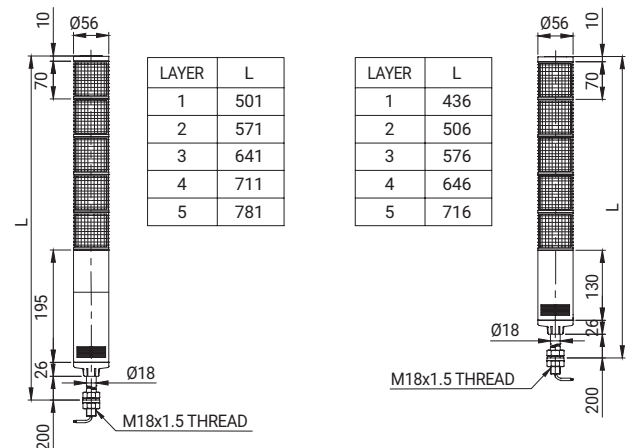 10
Ø56
70
L
195
26
200
Ø18
M18x1.5 THREAD
LAYER L
1 501
2 571
3 641
4 711
5 781
LAYER L
1 436
2 506
3 576
4 646
5 716
Ø56
10
70
L
130
26
200
Ø18
M18x1.5 THREAD